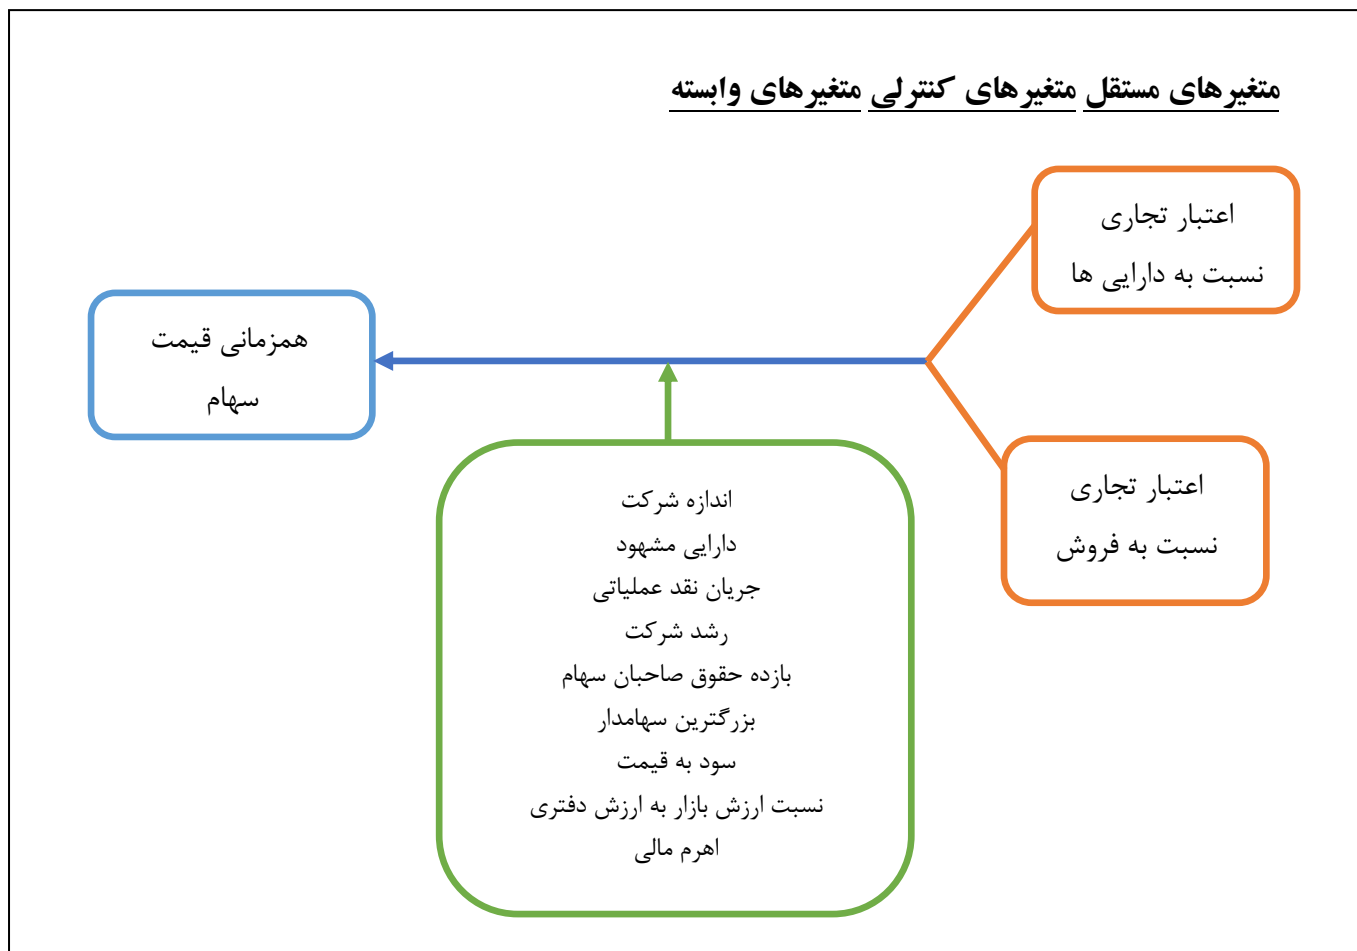 متغیرهای مستقل متغیرهای کنترلی متغیرهای وابسته
اعتبار تجاری
نسبت به دارایی ها
همزمانی قیمت
سهام
اعتبار تجاری
نسبت به فروش
اندازه شرکت
دارایی مشهود
جریان نقد عملیاتی
رشد شرکت
بازده حقوق صاحبان سهام
بزرگترین سهامدار
سود به قیمت
نسبت ارزش بازار به ارزش دفتری
اهرم مالی